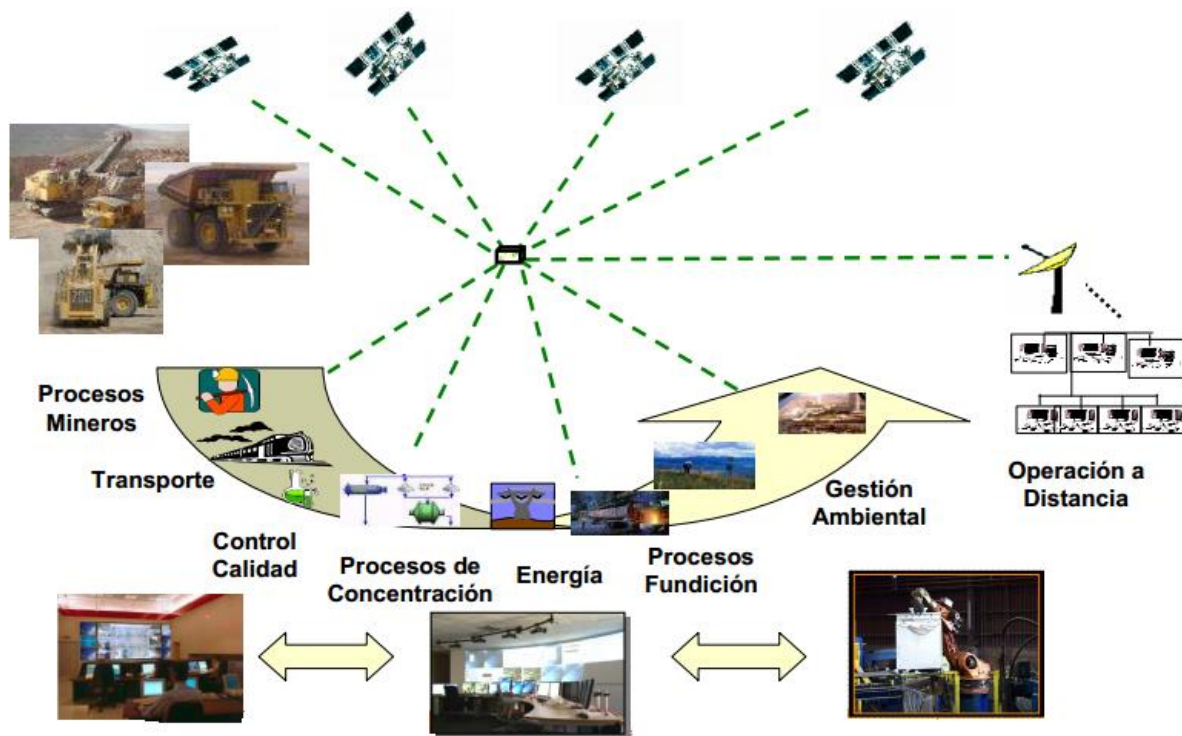 Procesos
Mineros
Transporte
Control
Calidad
Procesos de
Concentración
Energía
Procesos
Fundición
Gestión
Ambiental
Operación a
Distancia